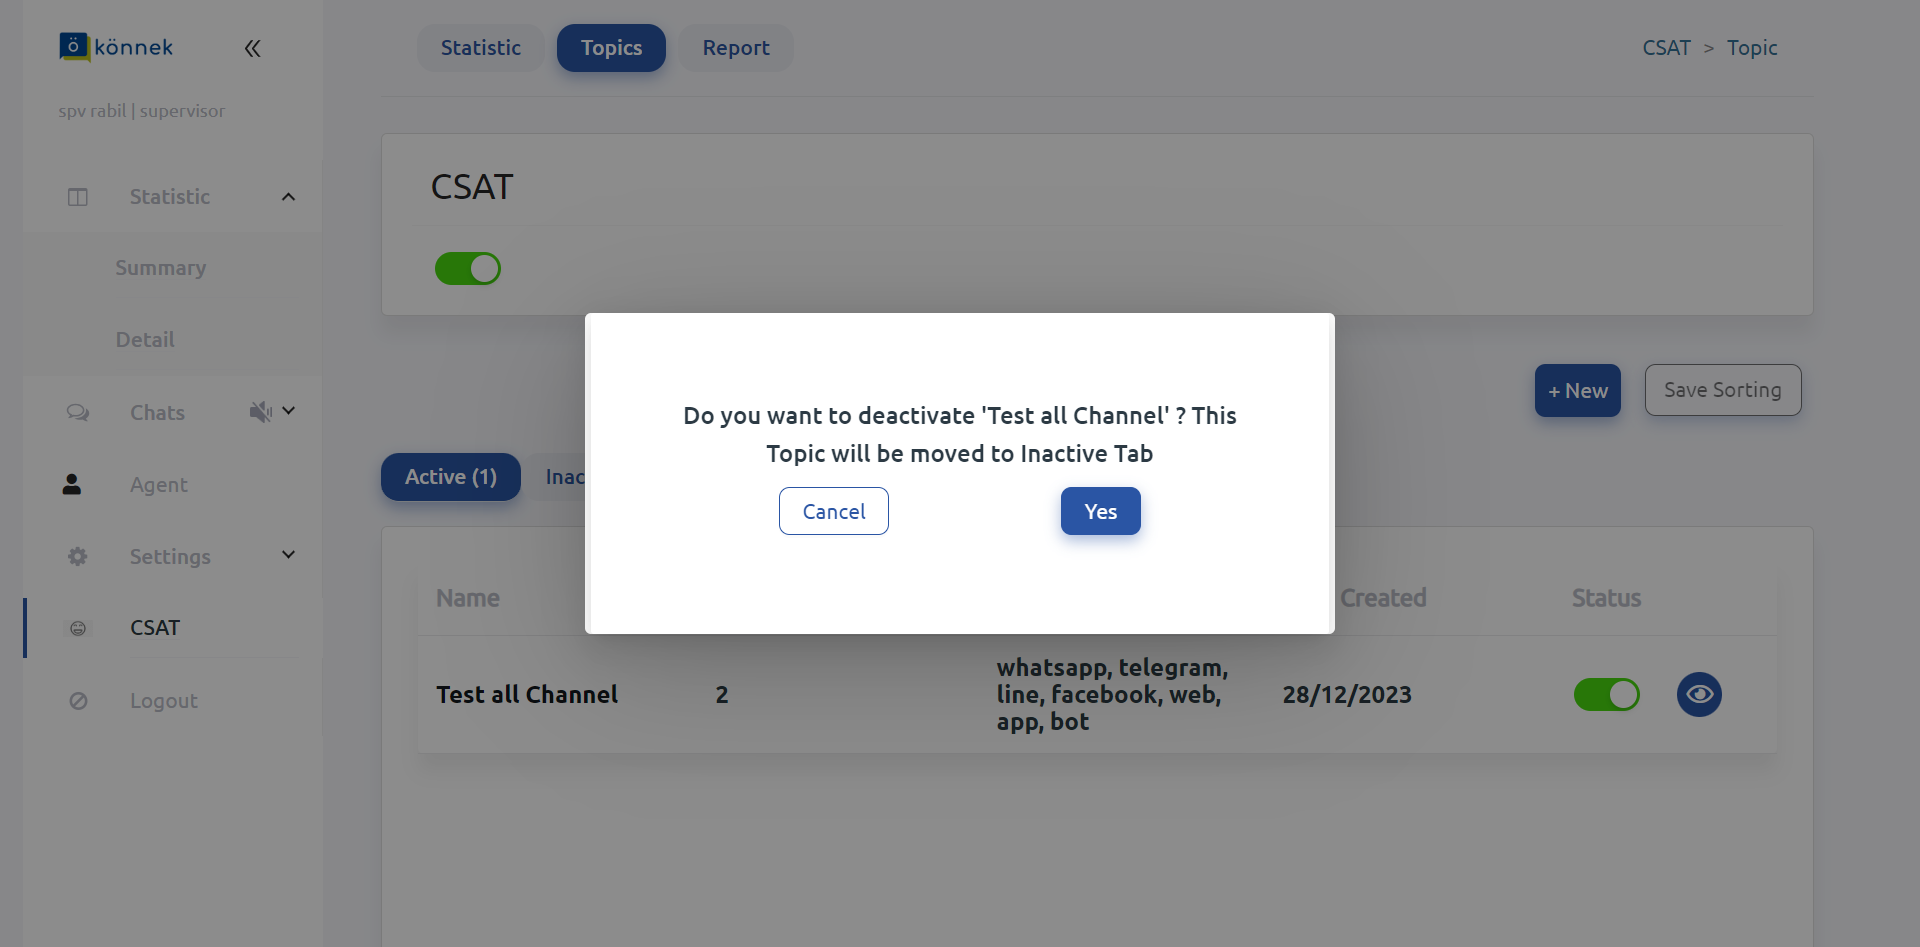 könnek
spv rabil | supervisor
Statistic
Summary
Detail
Chats
Agent
Settings
CSAT
Logout
Statistic Topics Report
CSAT > Topic
CSAT
+ New Save Sorting
Active (1) Inac
Do you want to deactivate 'Test all Channel' ? This
Topic will be moved to Inactive Tab
Cancel Yes
Name Created Status
Test all Channel 2 whatsapp, telegram,
line, facebook, web,
app, bot
28/12/2023